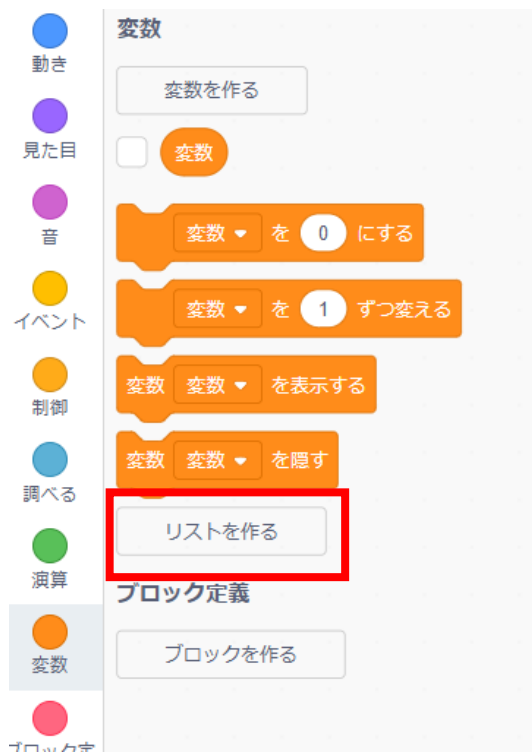 動き
見た目
音
イベント
制御
調べる
演算
変数
変数
変数を作る
変数
変数 を 0 にする
変数 を 1 ずつ変える
変数 変数 を表示する
変数 変数 を隠す
リストを作る
ブロック定義
ブロックを作る